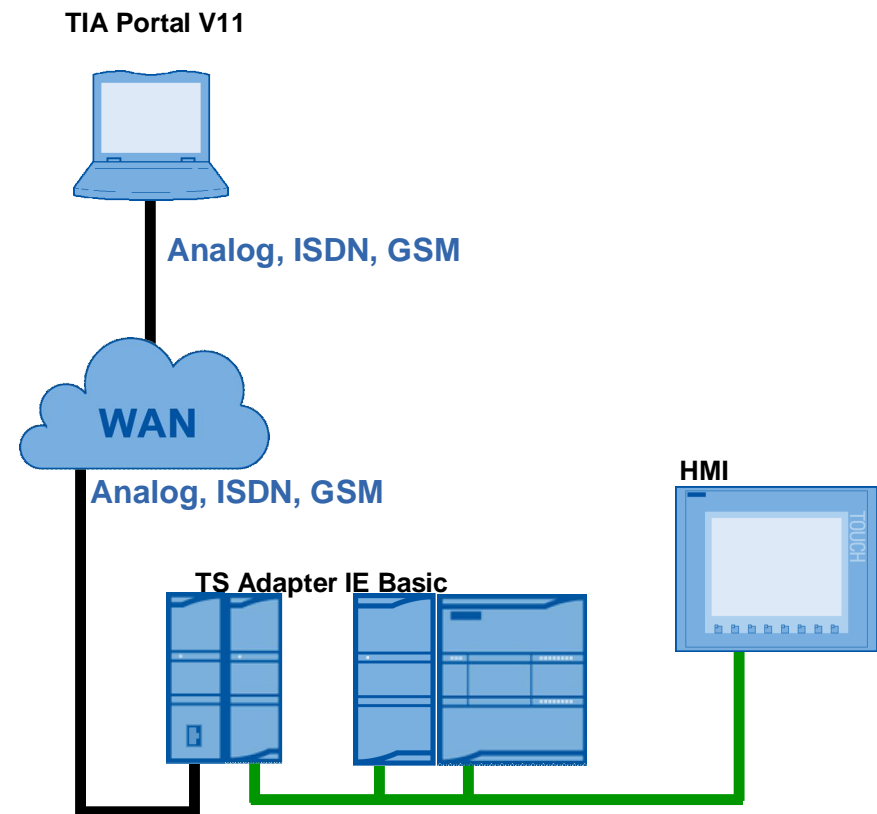 TIA Portal V11
Analog, ISDN, GSM
WAN
Analog, ISDN, GSM
HMI
TOUCH
TS Adapter IE Basic